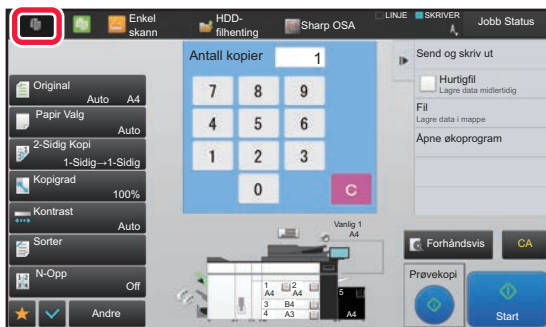 Enkel
skann
HDD-
filhenting
Sharp OSA
LINJE
SKRIVER
Jobb Status
Original
Auto A4
Papir Valg
Auto
2-Sidig Kopi
1-Sidig→1-Sidig
Kopigrad
100%
Kontrast
Auto
Sorter
N-Opp
Off
Andre
Antall kopier 1
7 8 9
4 5 6
1 2 3
0 C
Vanlig 1
A4
1 A4 2 A4
3 B4
4 A3
5
A4
Send og skriv ut
Hurtigfil
Lagre data midlertidig
Fil
Lagre data i mappe
Åpne økoprogram
Forhåndsvis
CA
Prøvekopi
Start